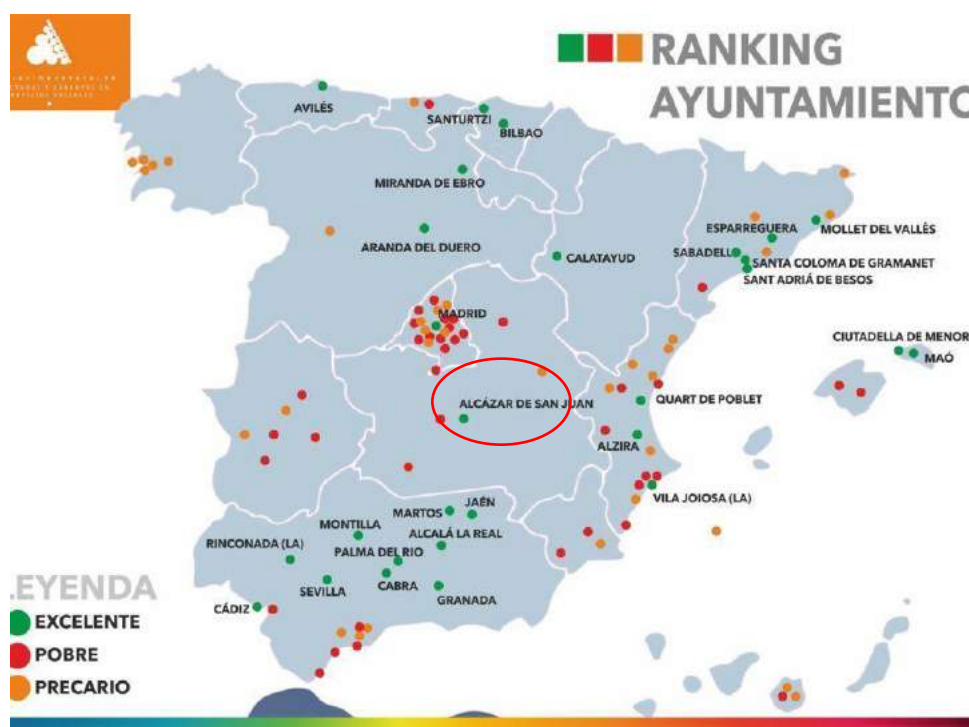 RANKING
AYUNTAMIENTO
AVILÉS
SANTURTZI
BILBAO
MIRANDA DE EBRO
ARANDA DEL DUERO
CALATAYUD
ESPARREGUERA
MOLLET DEL VALLÉS
SABADELL
SANTA COLOMA DE GRAMANET
SANT ADRIÁ DE BESOS
MADRID
CIUTADELLA DE MENOR
MAÓ
ALCÁZAR DE SAN JUAN
QUART DE POBLET
ALZIRA
VILA JOIOSA (LA)
JAÉN
MARTOS
MONTILLA
ALCALÁ LA REAL
RINCONADA (LA)
PALMA DEL RIO
SEVILLA
CABRA
GRANADA
CÁDIZ
LEYENDA
EXCELENTE
POBRE
PRECARIO